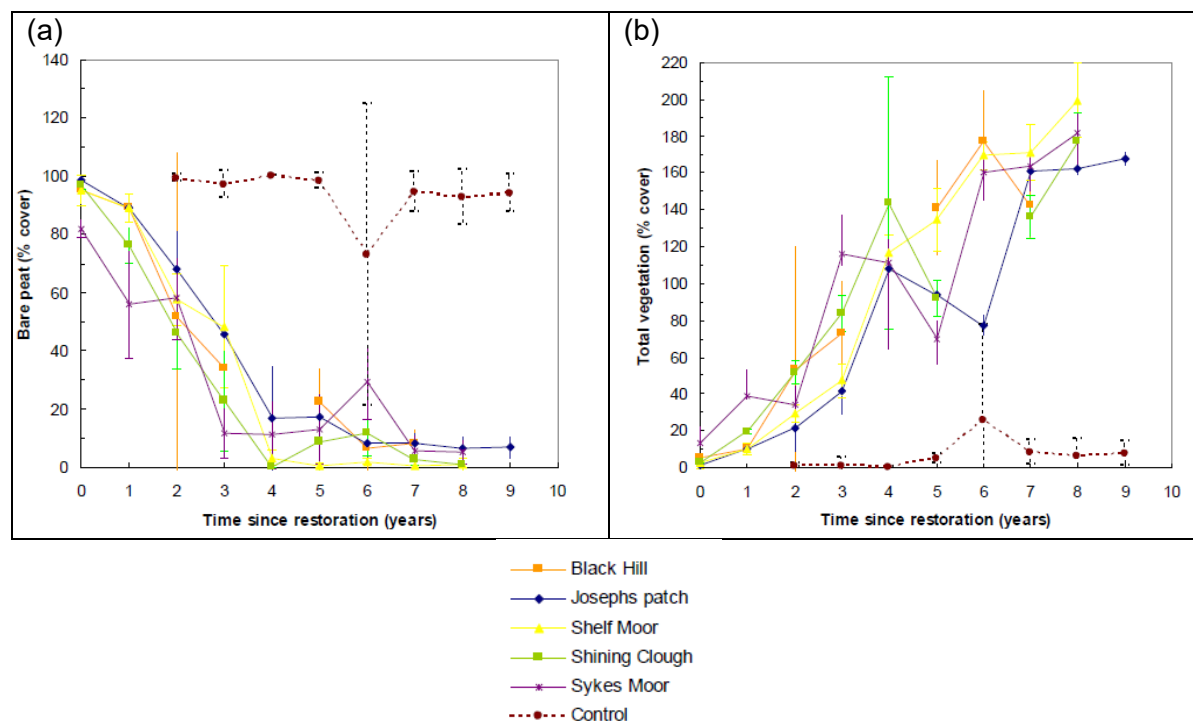 (a)
140
120
100
80
60
40
20
0
Bare peat (% cover)
0 1 2 3 4 5 6 7 8 9 10
Time since restoration (years)
(b)
220
200
180
160
140
120
100
80
60
40
20
0
Total vegetation (% cover)
0 1 2 3 4 5 6 7 8 9 10
Time since restoration (years)
Black Hill
Josephs patch
Shelf Moor
Shining Clough
Sykes Moor
Control